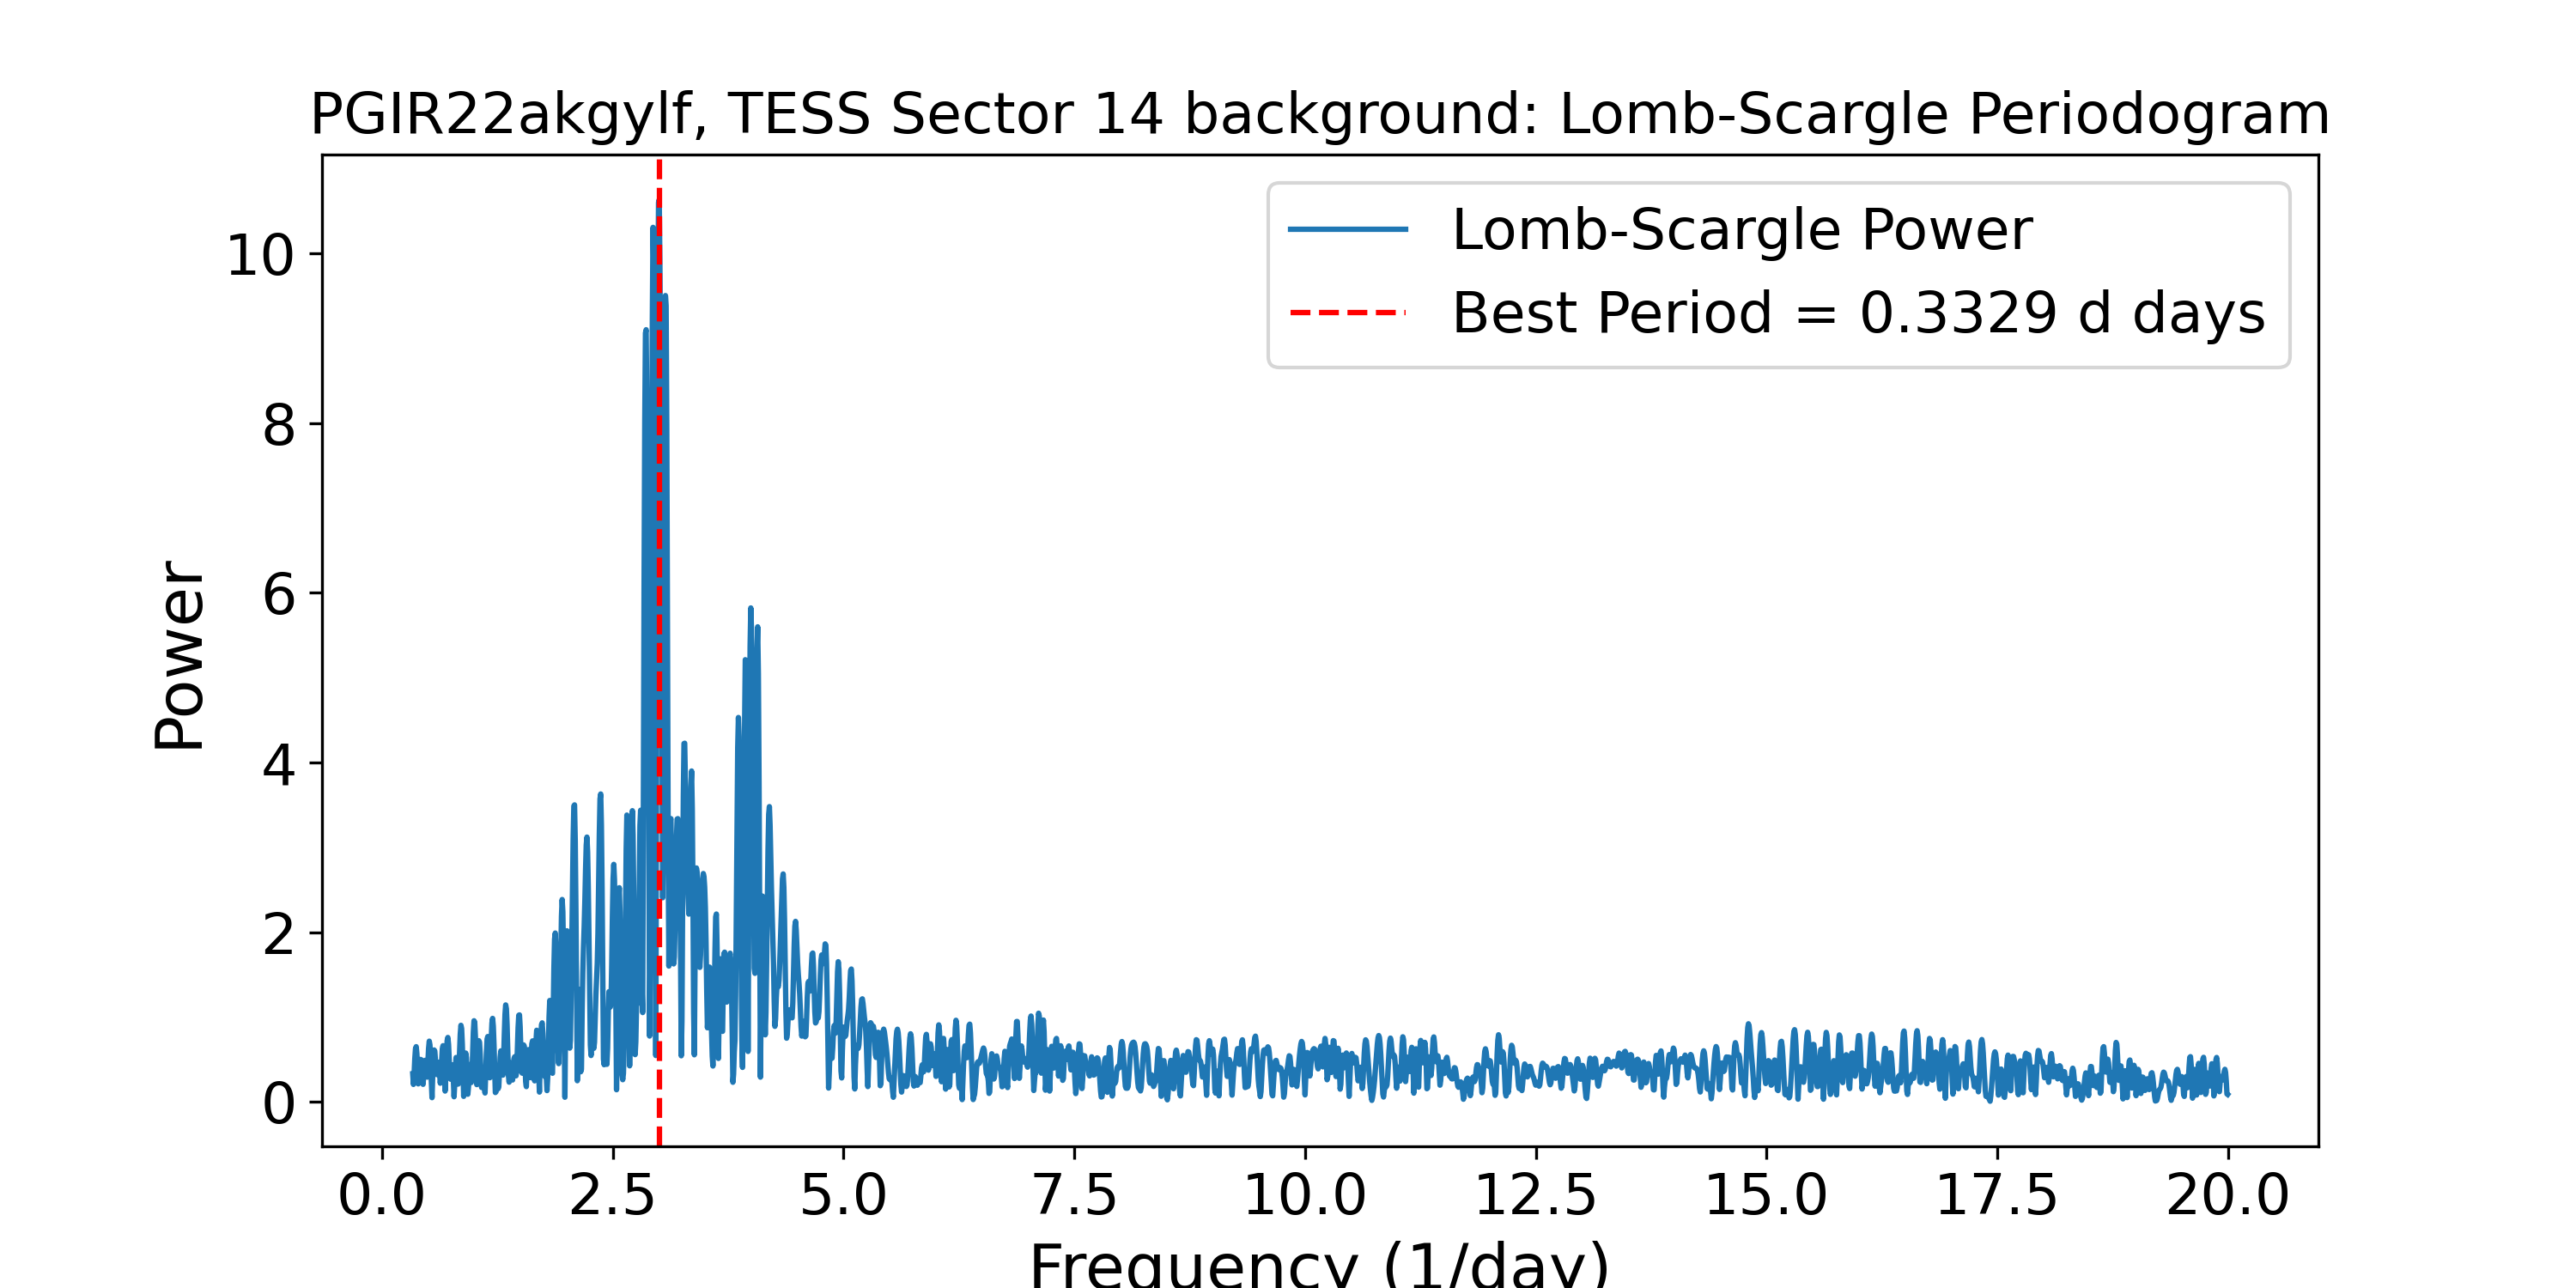 PGIR22akgylf, TESS Sector 14 background: Lomb-Scargle Periodogram
Lomb-Scargle Power
Best Period = 0.3329 d days
Power
10
8
6
4
2
0
0.0 2.5 5.0 7.5 10.0 12.5 15.0 17.5 20.0
Frequency (1/day)